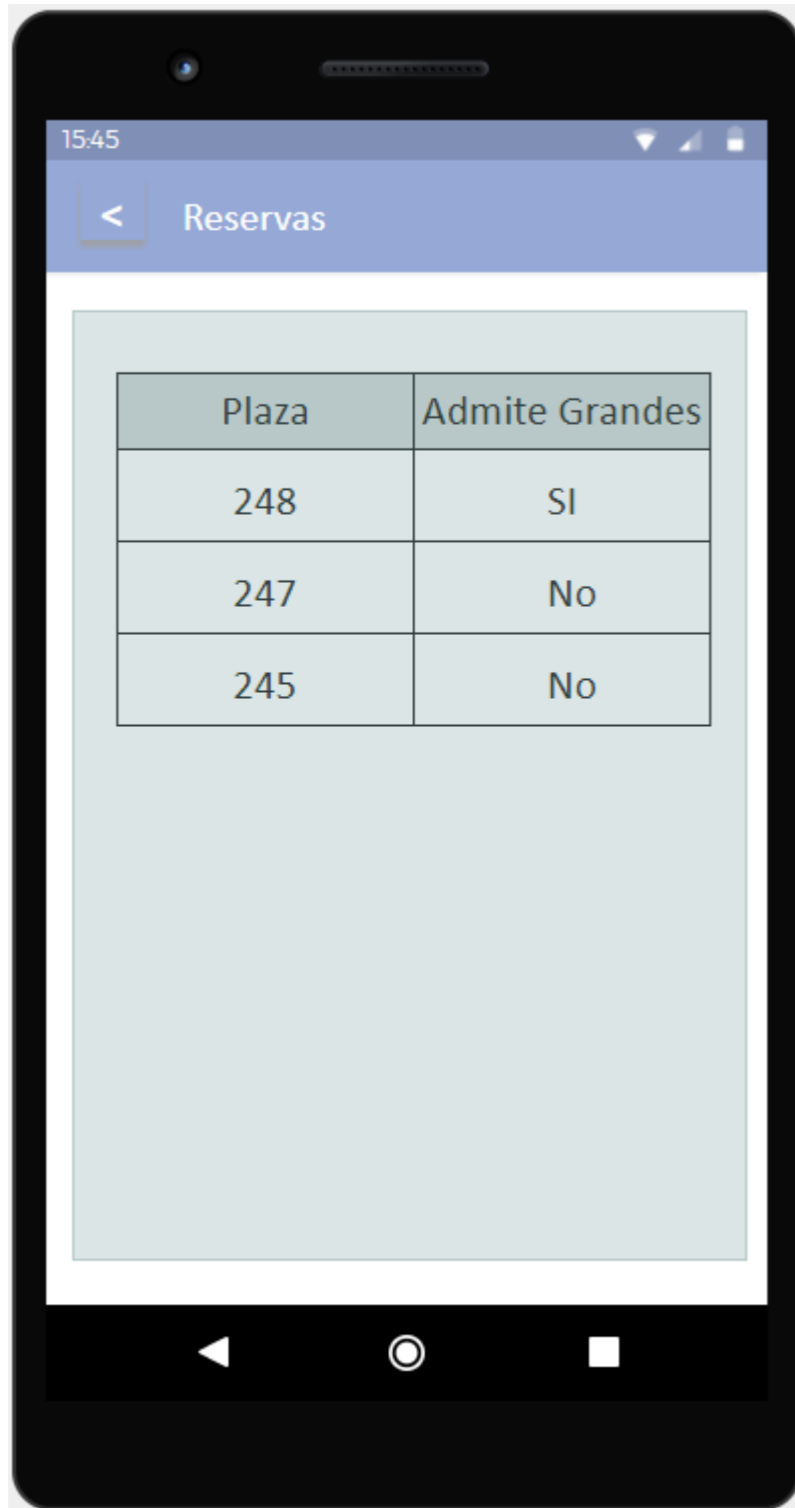 15:45
< Reservas
Plaza Admite Grandes
248 SI
247 No
245 No